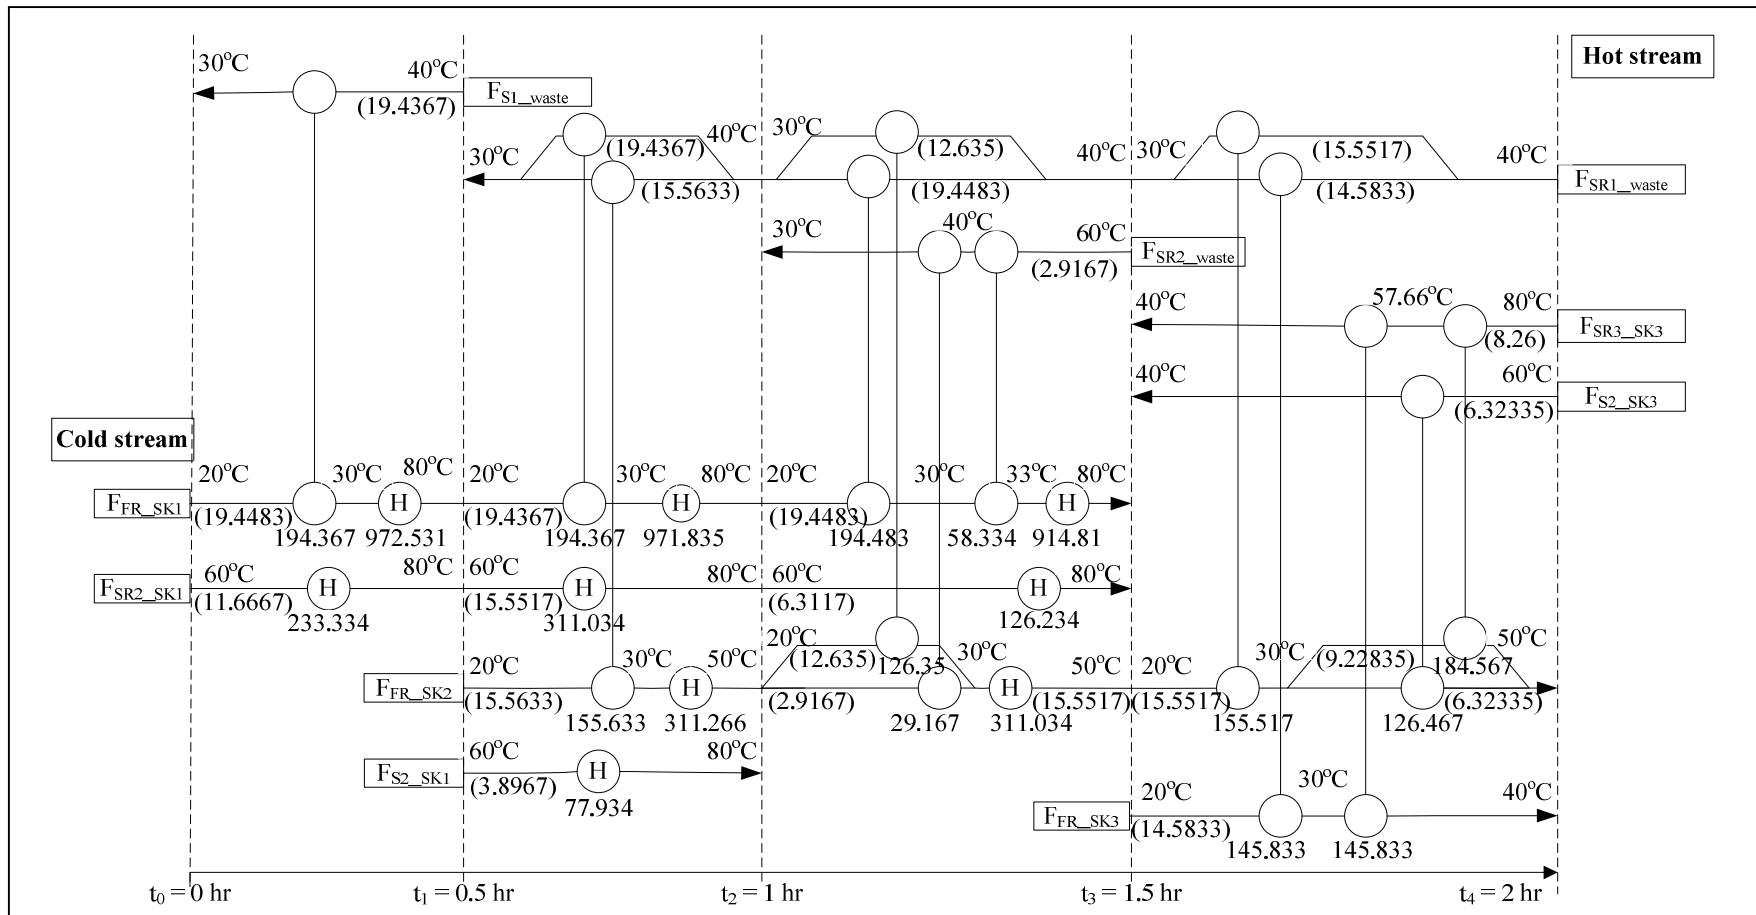 Hot stream
30°C
40°C
F_S1_waste
(19.4367)
40°C
30°C
(19.4367)
(12.635)
(15.5517)
30°C
40°C
30°C
40°C
(15.5633)
(19.4483)
(14.5833)
F_SR1_waste
30°C
40°C
60°C
F_SR2_waste
(2.9167)
40°C
57.66°C
80°C
F_SR3_SK3
(8.26)
40°C
60°C
F_S2_SK3
(6.32335)
Cold stream
20°C
30°C
80°C
20°C
30°C
80°C
20°C
30°C
33°C
80°C
F_FR_SK1
H
H
H
(19.4483)
(19.4367)
(19.4483)
194.367
972.531
194.367
971.835
194.483
58.334
914.81
60°C
80°C
60°C
80°C
60°C
80°C
F_SR2_SK1
H
H
H
(11.6667)
(15.5517)
(6.3117)
233.334
311.034
126.234
20°C
30°C
50°C
20°C
(12.635)
126.35
30°C
50°C
20°C
30°C
(9.22835)
184.567
50°C
F_FR_SK2
H
H
(15.5633)
(2.9167)
(15.5517)
(15.5517)
(6.32335)
155.633
311.266
29.167
311.034
155.517
126.467
60°C
80°C
F_S2_SK1
H
(3.8967)
77.934
20°C
30°C
40°C
F_FR_SK3
(14.5833)
145.833
145.833
t0 = 0 hr
t1 = 0.5 hr
t2 = 1 hr
t3 = 1.5 hr
t4 = 2 hr